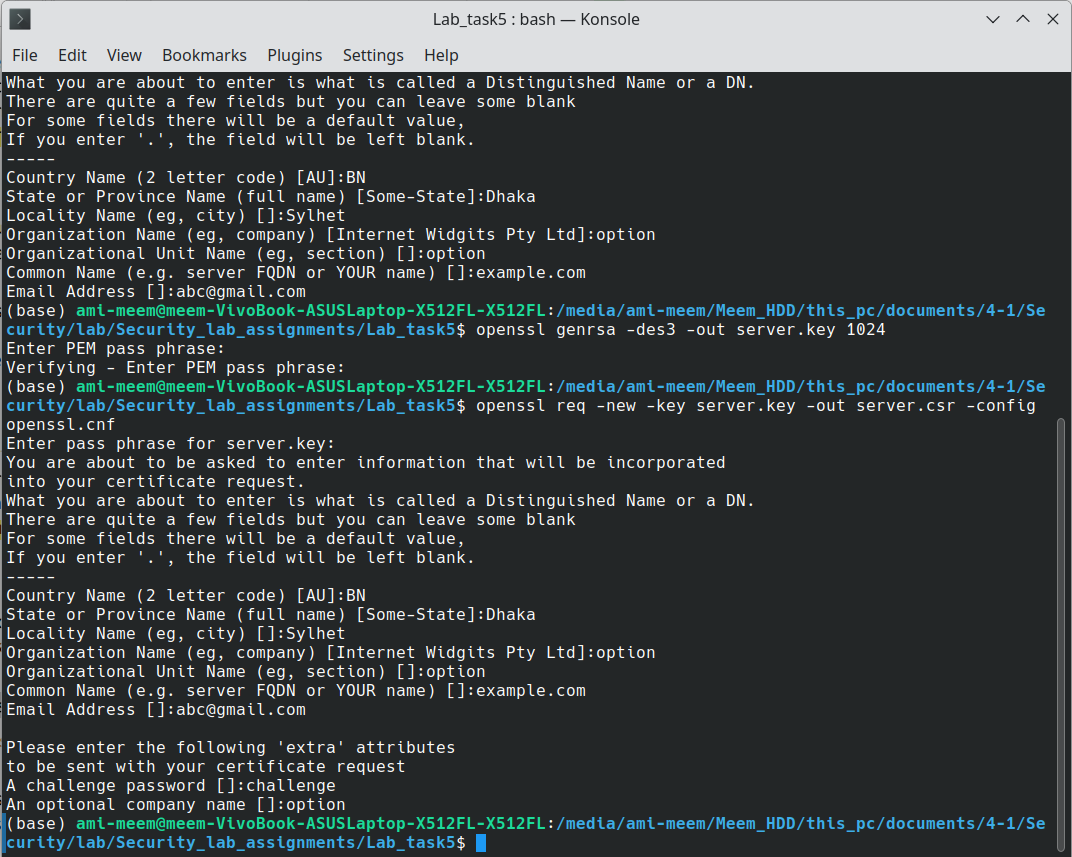 Lab_task5 : bash — Konsole
File Edit View Bookmarks Plugins Settings Help
What you are about to enter is what is called a Distinguished Name or a DN.
There are quite a few fields but you can leave some blank
For some fields there will be a default value,
If you enter '.', the field will be left blank.
-----
Country Name (2 letter code) [AU]:BN
State or Province Name (full name) [Some-State]:Dhaka
Locality Name (eg, city) []:Sylhet
Organization Name (eg, company) [Internet Widgits Pty Ltd]:option
Organizational Unit Name (eg, section) []:option
Common Name (e.g. server FQDN or YOUR name) []:example.com
Email Address []:abc@gmail.com
(base) ami-meem@meem-VivoBook-ASUSLaptop-X512FL-X512FL:/media/ami-meem/Meem_HDD/this_pc/documents/4-1/Se
curity/lab/Security_lab_assignments/Lab_task5$ openssl genrsa -des3 -out server.key 1024
Enter PEM pass phrase:
Verifying - Enter PEM pass phrase:
(base) ami-meem@meem-VivoBook-ASUSLaptop-X512FL-X512FL:/media/ami-meem/Meem_HDD/this_pc/documents/4-1/Se
curity/lab/Security_lab_assignments/Lab_task5$ openssl req -new -key server.key -out server.csr -config
openssl.cnf
Enter pass phrase for server.key:
You are about to be asked to enter information that will be incorporated
into your certificate request.
What you are about to enter is what is called a Distinguished Name or a DN.
There are quite a few fields but you can leave some blank
For some fields there will be a default value,
If you enter '.', the field will be left blank.
-----
Country Name (2 letter code) [AU]:BN
State or Province Name (full name) [Some-State]:Dhaka
Locality Name (eg, city) []:Sylhet
Organization Name (eg, company) [Internet Widgits Pty Ltd]:option
Organizational Unit Name (eg, section) []:option
Common Name (e.g. server FQDN or YOUR name) []:example.com
Email Address []:abc@gmail.com
Please enter the following 'extra' attributes
to be sent with your certificate request
A challenge password []:challenge
An optional company name []:option
(base) ami-meem@meem-VivoBook-ASUSLaptop-X512FL-X512FL:/media/ami-meem/Meem_HDD/this_pc/documents/4-1/Se
curity/lab/Security_lab_assignments/Lab_task5$